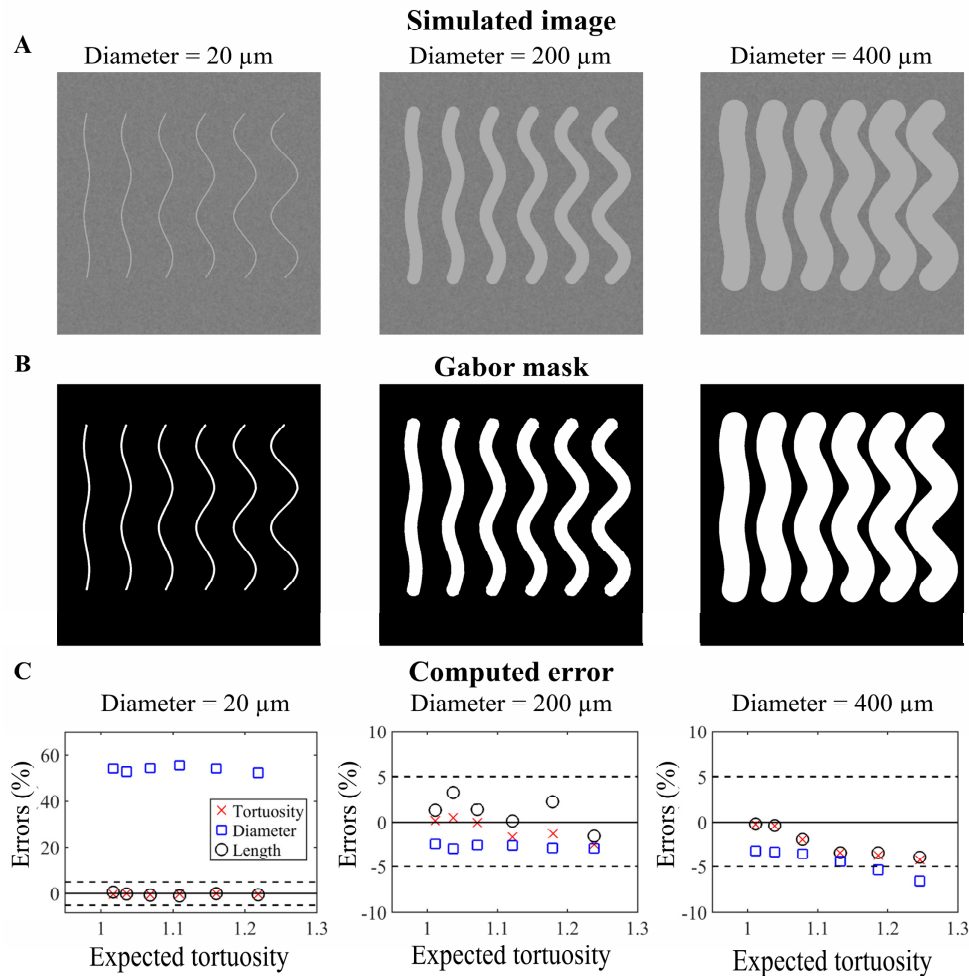 Simulated image
A
Diameter = 20 µm
Diameter = 200 µm
Diameter = 400 µm
B
Gabor mask
C
Computed error
Diameter = 20 µm
Diameter = 200 µm
Diameter = 400 µm
Errors (%)
60
40
20
0
Tortuosity
Diameter
Length
1
1.1
1.2
1.3
Expected tortuosity
Errors (%)
10
5
0
-5
-10
1
1.1
1.2
1.3
Expected tortuosity
Errors (%)
10
5
0
-5
-10
1
1.1
1.2
1.3
Expected tortuosity